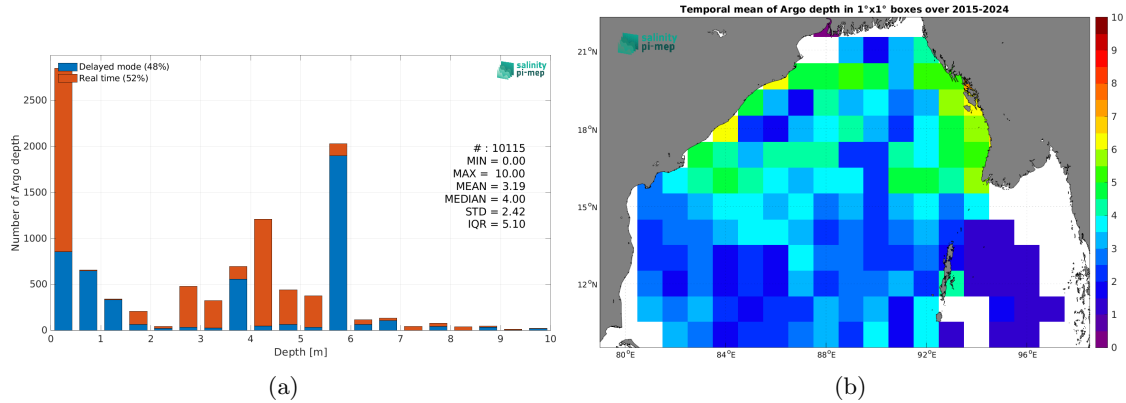 Delayed mode (48%)
Real time (52%)
salinity
pi-mep
# : 10115
MIN = 0.00
MAX = 10.00
MEAN = 3.19
MEDIAN = 4.00
STD = 2.42
IQR = 5.10
Number of Argo depth
2500
2000
1500
1000
500
0
0 1 2 3 4 5 6 7 8 9 10
Depth [m]
(a)
Temporal mean of Argo depth in 1°x1° boxes over 2015-2024
salinity
pi-mep
21°N
18°N
15°N
12°N
80°E 84°E 88°E 92°E 96°E
10
9
8
7
6
5
4
3
2
1
0
(b)